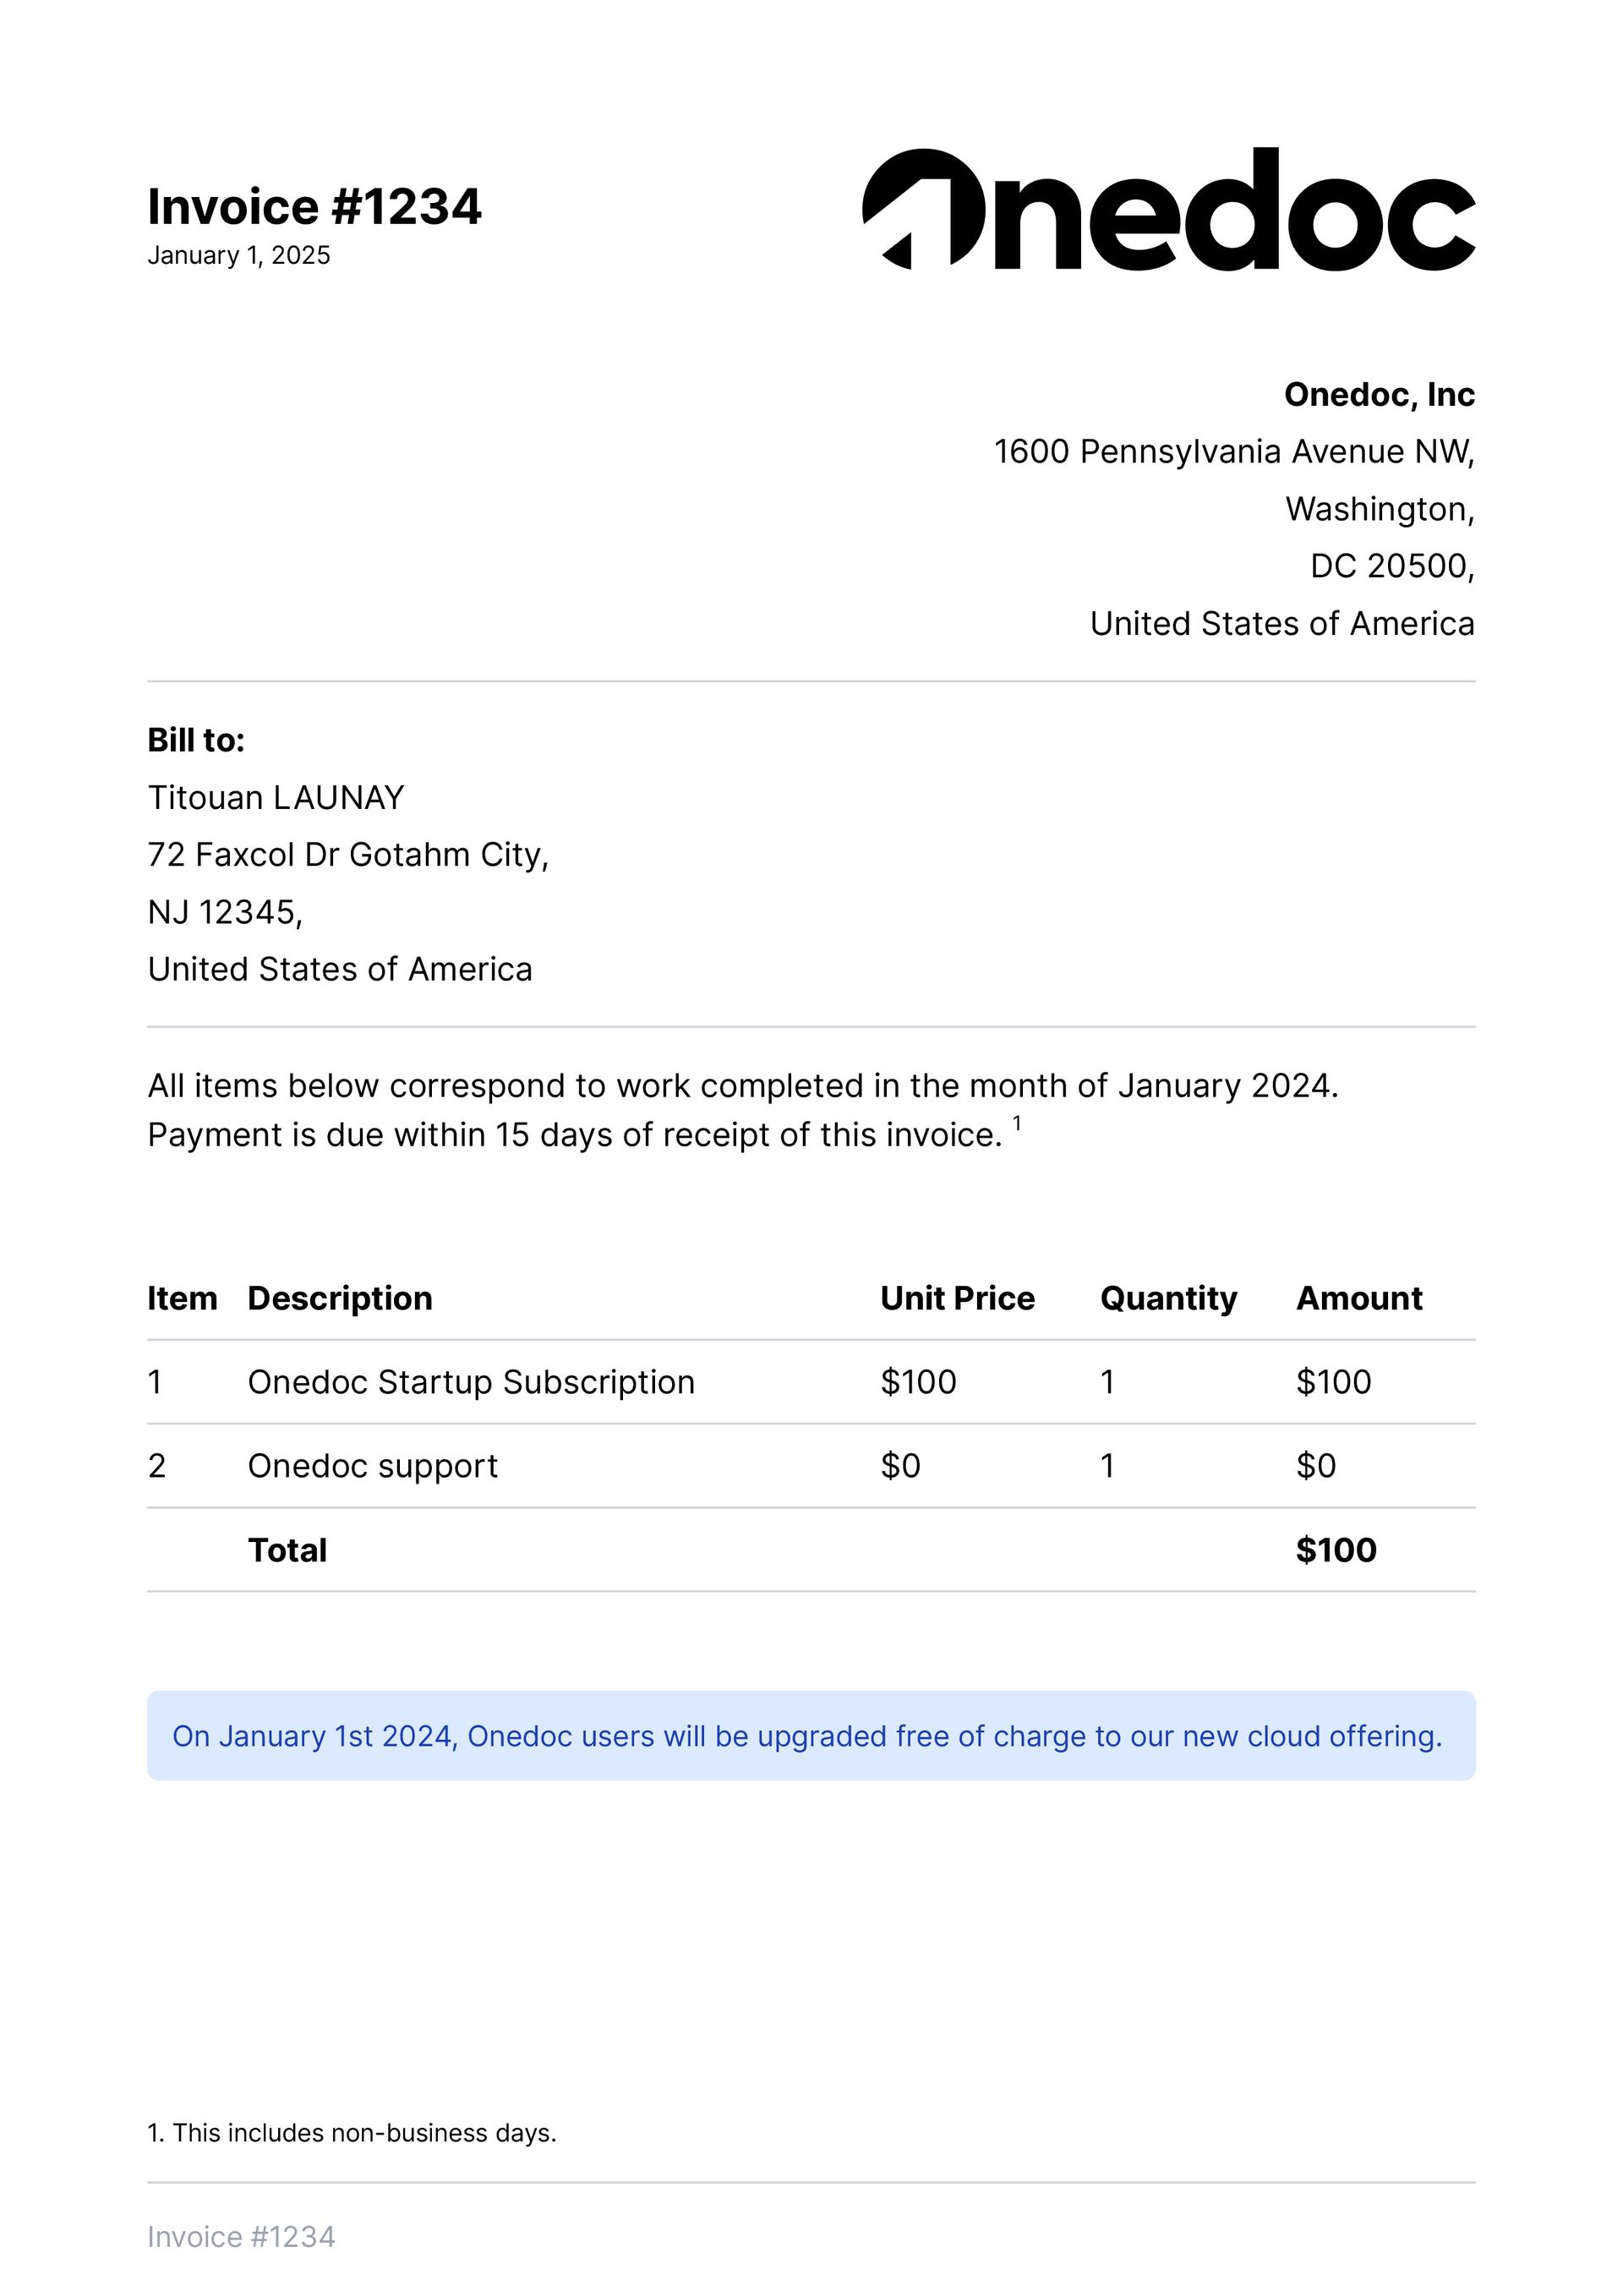 Invoice #1234
January 1, 2025
Onedoc
Onedoc, Inc
1600 Pennsylvania Avenue NW,
Washington,
DC 20500,
United States of America
Bill to:
Titouan LAUNAY
72 Faxcol Dr Gotahm City,
NJ 12345,
United States of America
All items below correspond to work completed in the month of January 2024.
Payment is due within 15 days of receipt of this invoice. 1
Item Description Unit Price Quantity Amount
1 Onedoc Startup Subscription $100 1 $100
2 Onedoc support $0 1 $0
Total $100
On January 1st 2024, Onedoc users will be upgraded free of charge to our new cloud offering.
1. This includes non-business days.
Invoice #1234